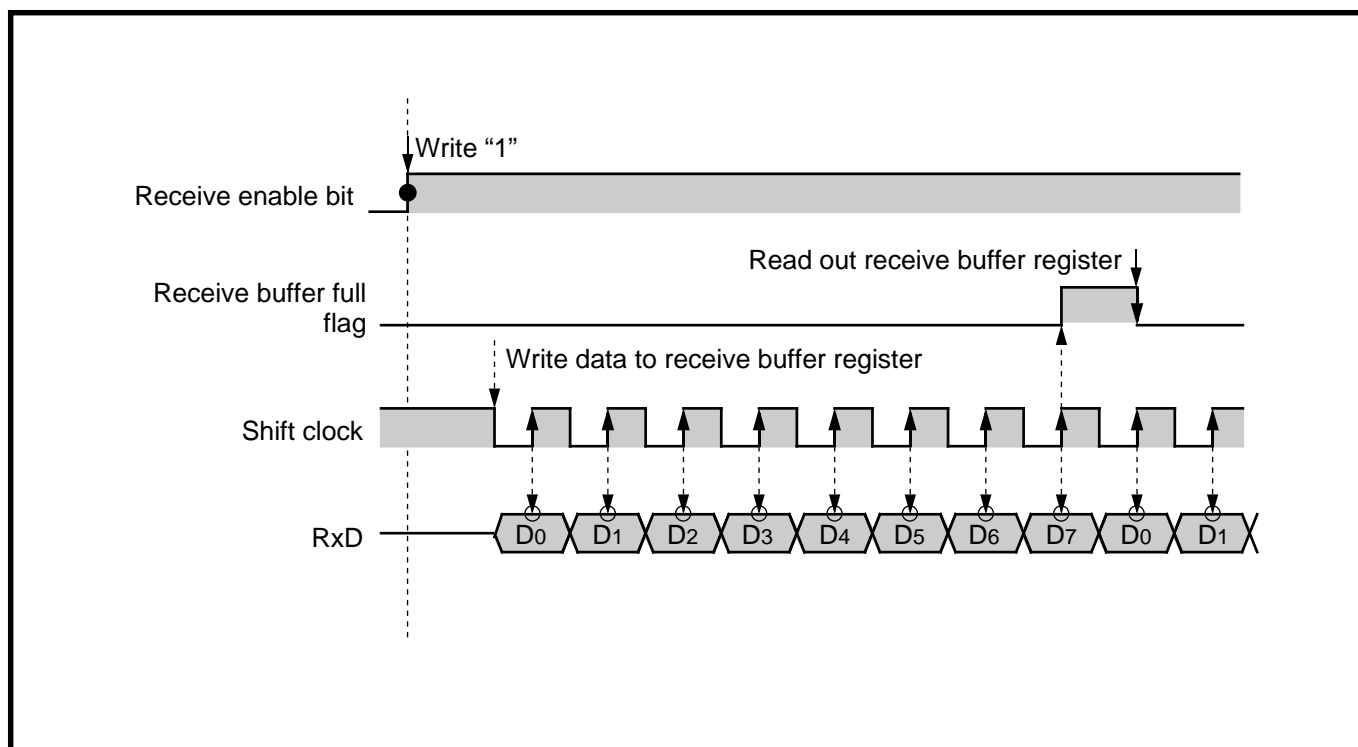 Write “1”
Receive enable bit
Read out receive buffer register
Receive buffer full
flag
Write data to receive buffer register
Shift clock
RxD
D0 D1 D2 D3 D4 D5 D6 D7 D0 D1